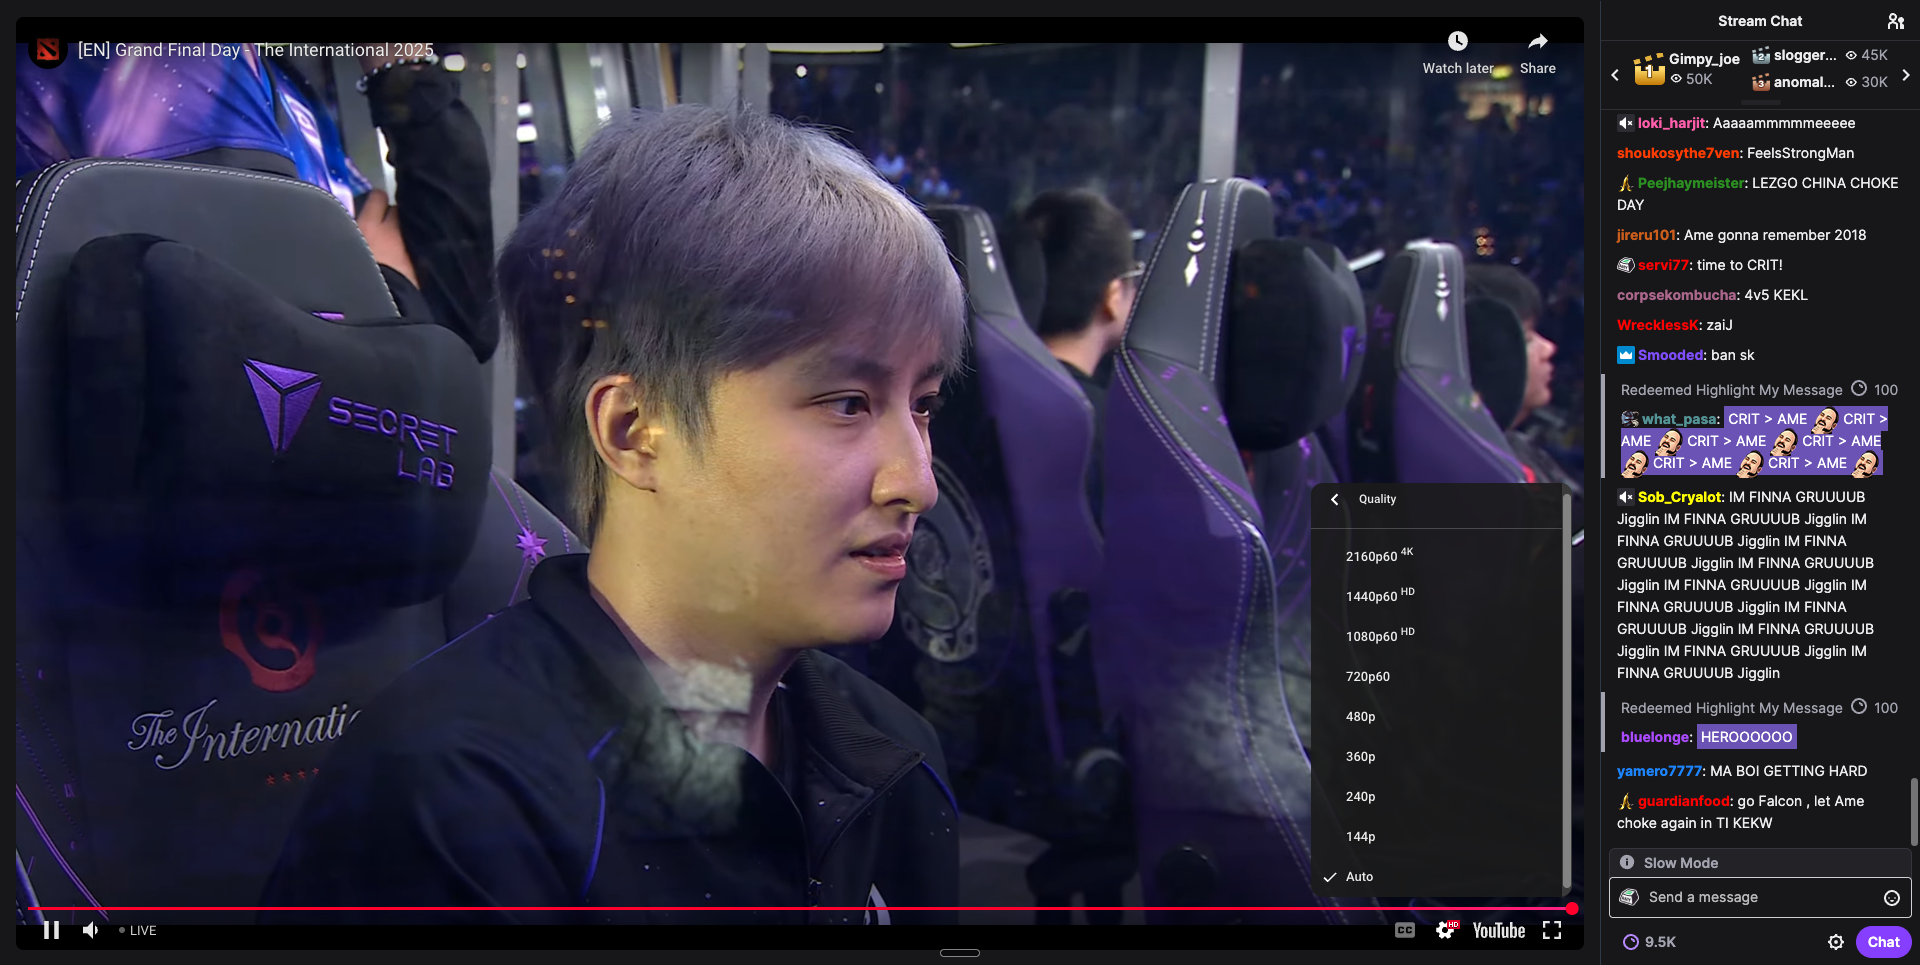 [EN] Grand Final Day - The International 2025
Watch later
Share
SECRET
LAB
The Internati
Quality
2160p60 4K
1440p60 HD
1080p60 HD
720p60
480p
360p
240p
144p
Auto
LIVE
CC
HD
YouTube
Stream Chat
1
Gimpy_joe
50K
2
slogger...
45K
3
anomal...
30K
loki_harjit: Aaaaammmmmeeeee
shoukosythe7ven: FeelsStrongMan
Peejhaymeister: LEZGO CHINA CHOKE
DAY
jireru101: Ame gonna remember 2018
servi77: time to CRIT!
corpsekombucha: 4v5 KEKL
WrecklessK: zaiJ
Smooded: ban sk
Redeemed Highlight My Message 100
what_pasa: CRIT > AME CRIT >
AME CRIT > AME CRIT > AME
CRIT > AME CRIT > AME
Sob_Cryalot: IM FINNA GRUUUUB
Jigglin IM FINNA GRUUUUB Jigglin IM
FINNA GRUUUUB Jigglin IM FINNA
GRUUUUB Jigglin IM FINNA GRUUUUB
Jigglin IM FINNA GRUUUUB Jigglin IM
FINNA GRUUUUB Jigglin IM FINNA
GRUUUUB Jigglin IM FINNA GRUUUUB
Jigglin IM FINNA GRUUUUB Jigglin IM
FINNA GRUUUUB Jigglin
Redeemed Highlight My Message 100
bluelonge: HEROOOOOO
yamero7777: MA BOI GETTING HARD
guardianfood: go Falcon , let Ame
choke again in TI KEKW
Slow Mode
Send a message
9.5K
Chat